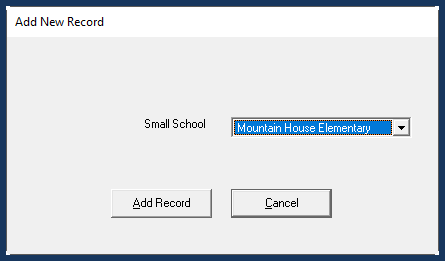 Add New Record
Small School
Mountain House Elementary
Add Record
Cancel